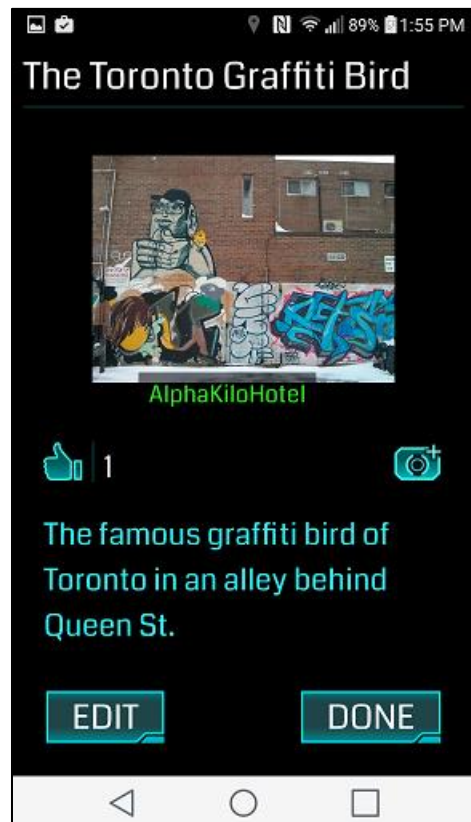 89% 1:55 PM
The Toronto Graffiti Bird
AlphaKiloHotel
1
The famous graffiti bird of
Toronto in an alley behind
Queen St.
EDIT
DONE